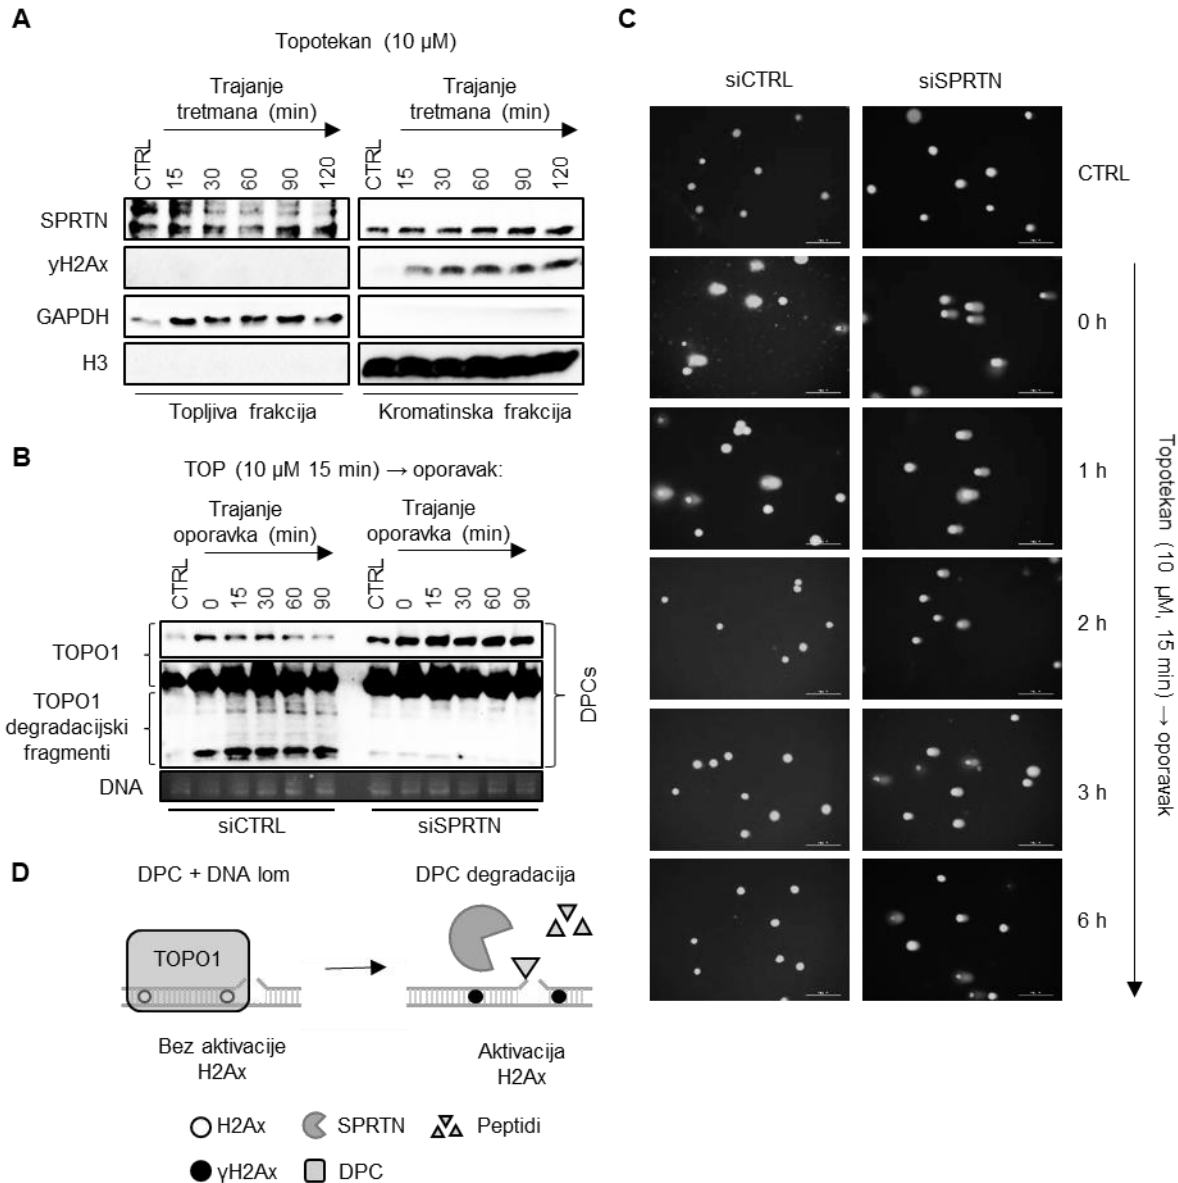 A
Topotekan (10 µM)
Trajanje
tretmana (min)
Trajanje
tretmana (min)
CTRL 15 30 60 90 120
CTRL 15 30 60 90 120
SPRTN
yH2Ax
GAPDH
H3
Topljiva frakcija
Kromatinska frakcija
B
TOP (10 µM 15 min) → oporavak:
Trajanje
oporavka (min)
Trajanje
oporavka (min)
CTRL 0 15 30 60 90
CTRL 0 15 30 60 90
TOPO1
TOPO1
degradacijski
fragmenti
DNA
DPCs
siCTRL
siSPRTN
C
siCTRL
siSPRTN
CTRL
0 h
1 h
2 h
3 h
6 h
Topotekan (10 µM, 15 min) → oporavak
D
DPC + DNA lom
DPC degradacija
TOPO1
Bez aktivacije
H2Ax
Aktivacija
H2Ax
H2Ax
SPRTN
Peptidi
γH2Ax
DPC